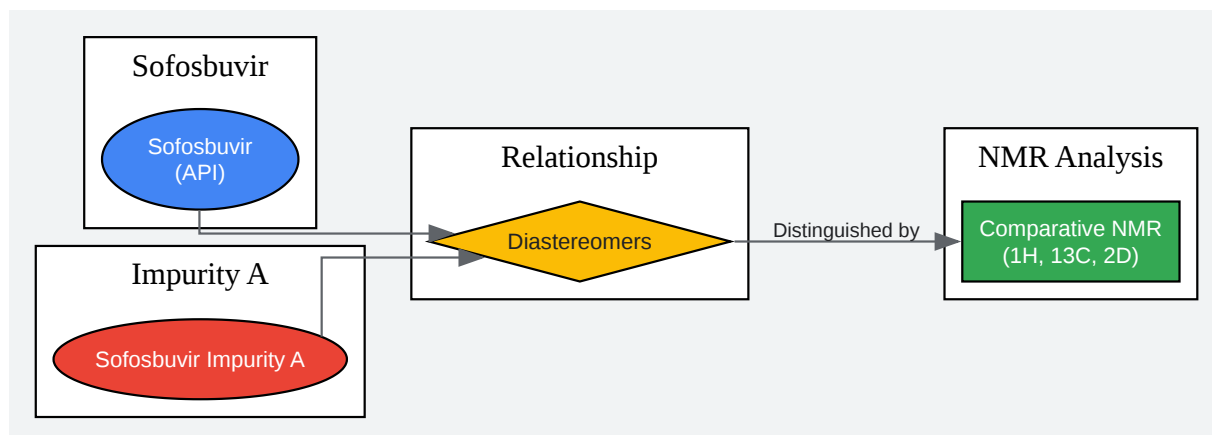 Sofosbuvir
Sofosbuvir
(API)
Impurity A
Sofosbuvir Impurity A
Relationship
Diastereomers
Distinguished by
NMR Analysis
Comparative NMR
(1H, 13C, 2D)